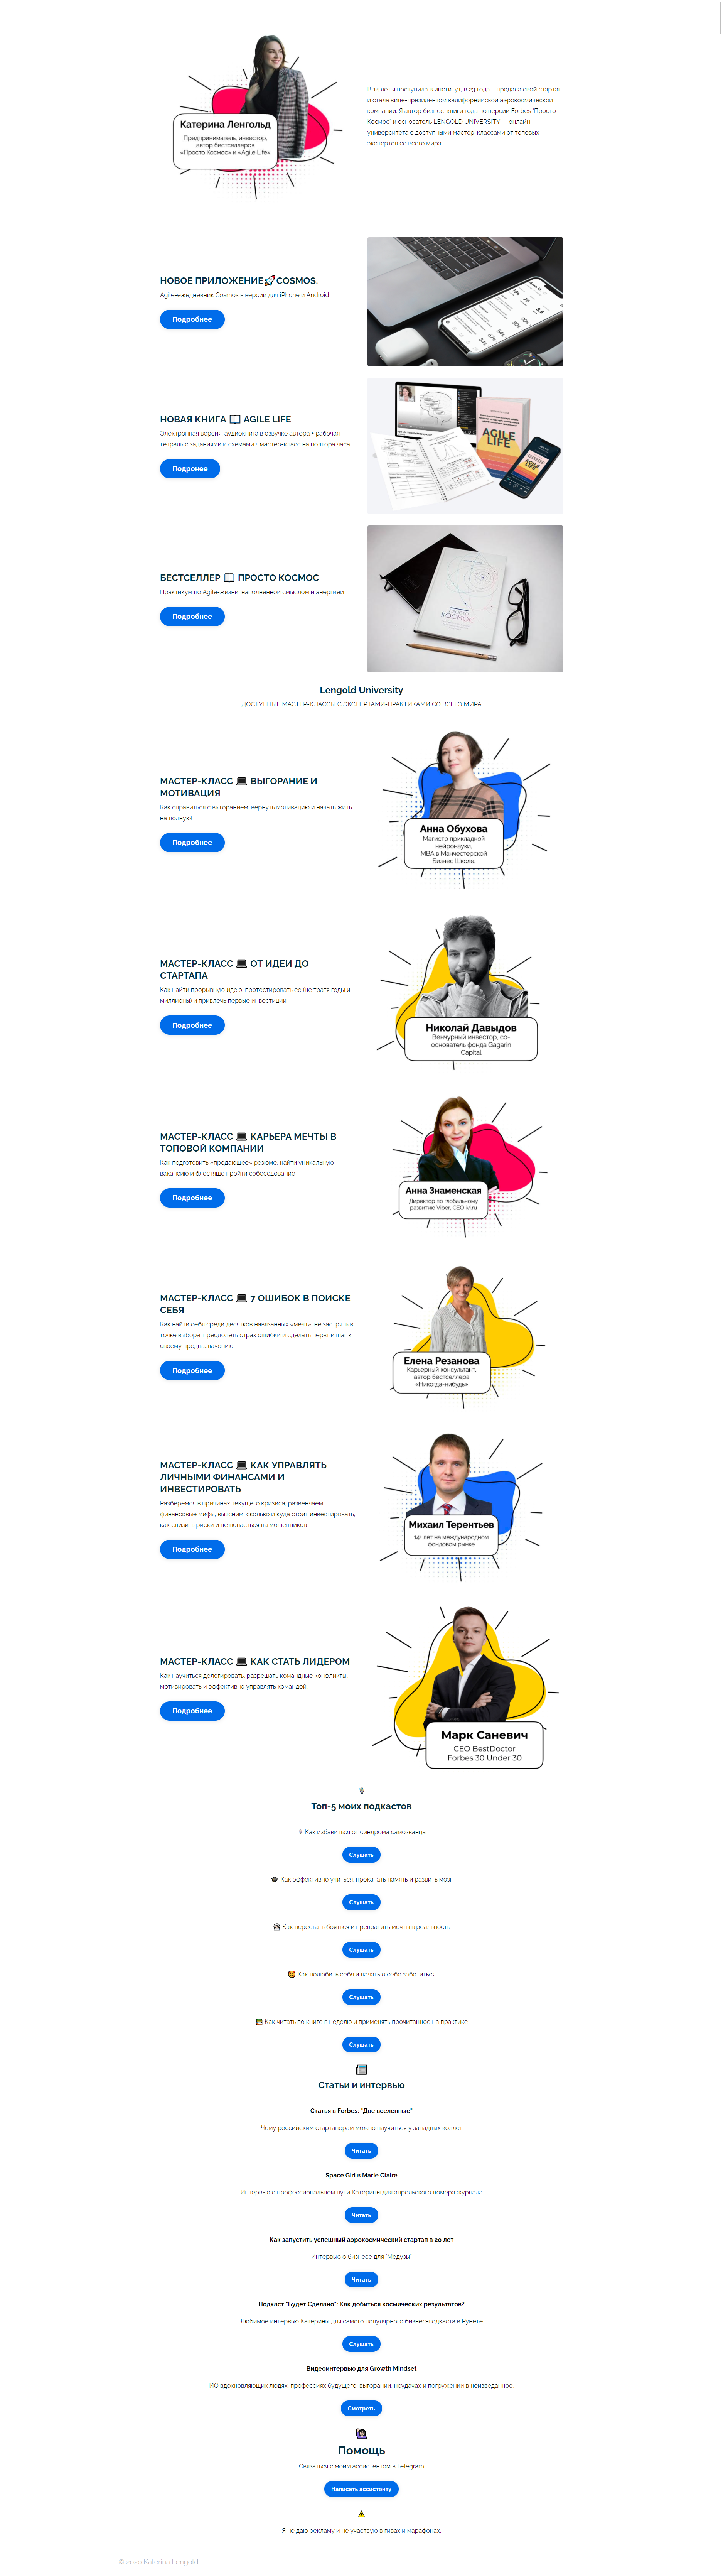 Катерина Ленгольд
Предприниматель, инвестор,
автор бестселлеров
«Просто Космос» и «Agile Life»
В 14 лет я поступила в институт, в 23 года – продала свой стартап
и стала вице-президентом калифорнийской аэрокосмической
компании. Я автор бизнес-книги года по версии Forbes "Просто
Космос" и основатель LENGOLD UNIVERSITY — онлайн-
университета с доступными мастер-классами от топовых
экспертов со всего мира.
НОВОЕ ПРИЛОЖЕНИЕ🚀COSMOS.
Agile-ежедневник Cosmos в версии для iPhone и Android
Подробнее
НОВАЯ КНИГА 📖 AGILE LIFE
Электронная версия, аудиокнига в озвучке автора + рабочая
тетрадь с заданиями и схемами + мастер-класс на полтора часа.
Подронее
AGILE
LIFE
БЕСТСЕЛЛЕР 📖 ПРОСТО КОСМОС
Практикум по Agile-жизни, наполненной смыслом и энергией
Подробнее
КОСМОС
Lengold University
ДОСТУПНЫЕ МАСТЕР-КЛАССЫ С ЭКСПЕРТАМИ-ПРАКТИКАМИ СО ВСЕГО МИРА
МАСТЕР-КЛАСС 💻 ВЫГОРАНИЕ И
МОТИВАЦИЯ
Как справиться с выгоранием, вернуть мотивацию и начать жить
на полную!
Подробнее
Анна Обухова
Магистр прикладной
нейронауки,
MBA в Манчестерской
Бизнес Школе.
МАСТЕР-КЛАСС 💻 ОТ ИДЕИ ДО
СТАРТАПА
Как найти прорывную идею, протестировать ее (не тратя годы и
миллионы) и привлечь первые инвестиции
Подробнее
Николай Давыдов
Венчурный инвестор, со-
основатель фонда Gagarin
Capital
МАСТЕР-КЛАСС 💻 КАРЬЕРА МЕЧТЫ В
ТОПОВОЙ КОМПАНИИ
Как подготовить «продающее» резюме, найти уникальную
вакансию и блестяще пройти собеседование
Подробнее
Анна Знаменская
Директор по глобальному
развитию Viber, CEO ivi.ru
МАСТЕР-КЛАСС 💻 7 ОШИБОК В ПОИСКЕ
СЕБЯ
Как найти себя среди десятков навязанных «мечт», не застрять в
точке выбора, преодолеть страх ошибки и сделать первый шаг к
своему предназначению
Подробнее
Елена Резанова
Карьерный консультант,
автор бестселлера
«Никогда-нибудь»
МАСТЕР-КЛАСС 💻 КАК УПРАВЛЯТЬ
ЛИЧНЫМИ ФИНАНСАМИ И
ИНВЕСТИРОВАТЬ
Разберемся в причинах текущего кризиса, развенчаем
финансовые мифы, выясним, сколько и куда стоит инвестировать,
как снизить риски и не попасться на мошенников
Подробнее
Михаил Терентьев
14+ лет на международном
фондовом рынке
МАСТЕР-КЛАСС 💻 КАК СТАТЬ ЛИДЕРОМ
Как научиться делегировать, разрешать командные конфликты,
мотивировать и эффективно управлять командой.
Подробнее
Марк Саневич
CEO BestDoctor
Forbes 30 Under 30
Топ-5 моих подкастов
Как избавиться от синдрома самозванца
Слушать
🎓 Как эффективно учиться, прокачать память и развить мозг
Слушать
Как перестать бояться и превратить мечты в реальность
Слушать
🥰 Как полюбить себя и начать о себе заботиться
Слушать
Как читать по книге в неделю и применять прочитанное на практике
Слушать
Статьи и интервью
Статья в Forbes: "Две вселенные"
Чему российским стартаперам можно научиться у западных коллег
Читать
Space Girl в Marie Claire
Интервью о профессиональном пути Катерины для апрельского номера журнала
Читать
Как запустить успешный аэрокосмический стартап в 20 лет
Интервью о бизнесе для "Медузы"
Читать
Подкаст "Будет Сделано": Как добиться космических результатов?
Любимое интервью Катерины для самого популярного бизнес-подкаста в Рунете
Слушать
Видеоинтервью для Growth Mindset
ИО вдохновляющих людях, профессиях будущего, выгорании, неудачах и погружении в неизведанное.
Смотреть
Помощь
Связаться с моим ассистентом в Telegram
Написать ассистенту
Я не даю рекламу и не участвую в гивах и марафонах.
© 2020 Katerina Lengold